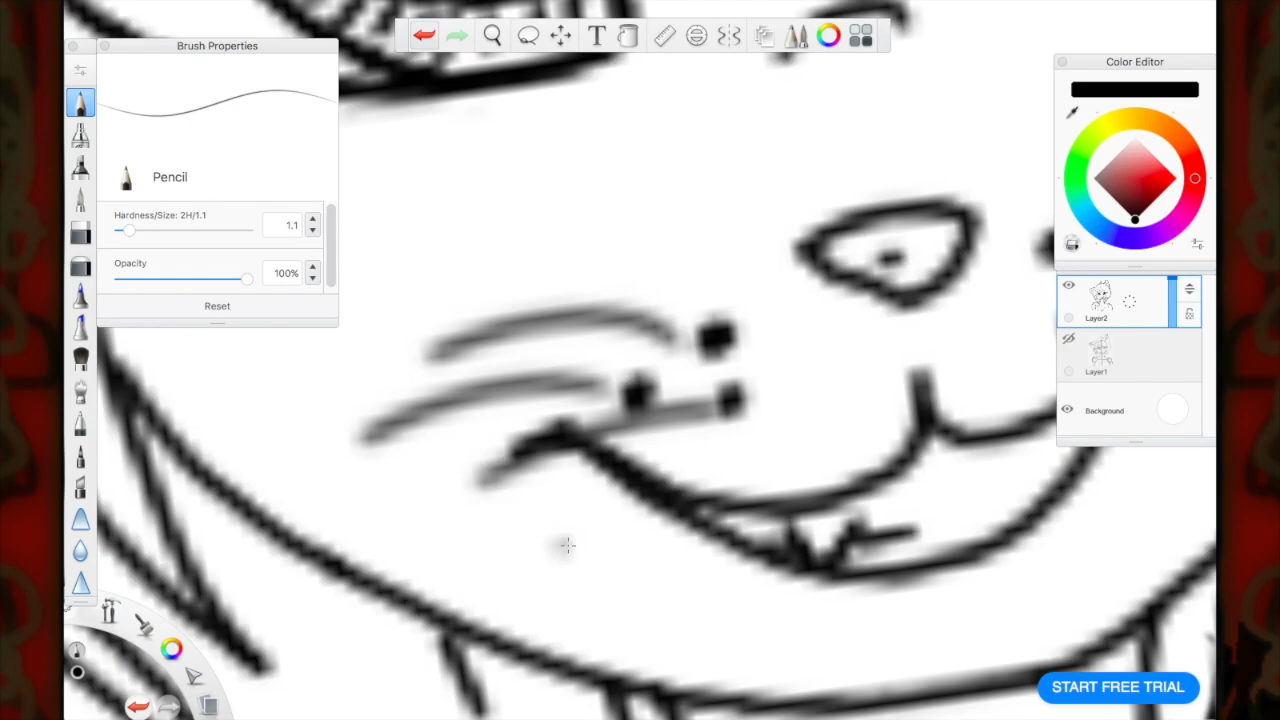 Brush Properties
Pencil
Hardness/Size: 2H/1.1
1.1
Opacity
100%
Reset
T
Color Editor
Layer2
Layer1
Background
START FREE TRIAL